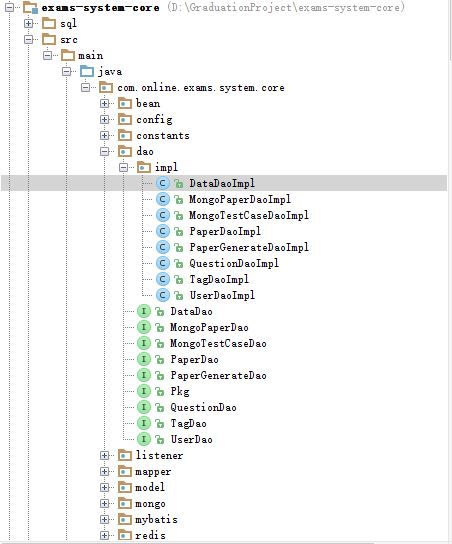 exams-system-core (D:\GraduationProject\exams-system-core)
sql
src
main
java
com.online.exams.system.core
bean
config
constants
dao
impl
DataDaoImpl
MongoPaperDaoImpl
MongoTestCaseDaoImpl
PaperDaoImpl
PaperGenerateDaoImpl
QuestionDaoImpl
TagDaoImpl
UserDaoImpl
DataDao
MongoPaperDao
MongoTestCaseDao
PaperDao
PaperGenerateDao
Pkg
QuestionDao
TagDao
UserDao
listener
mapper
model
mongo
mybatis
redis